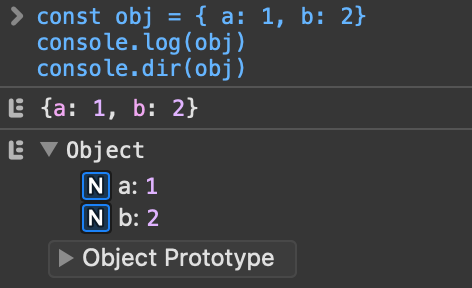 const obj = { a: 1, b: 2}
console.log(obj)
console.dir(obj)
{a: 1, b: 2}
Object
N a: 1
N b: 2
Object Prototype